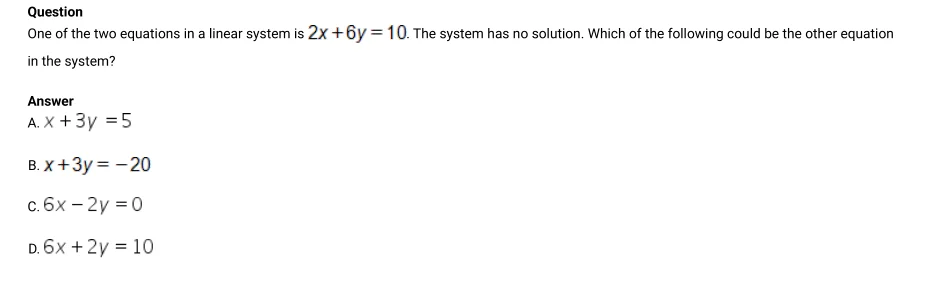 Question
One of the two equations in a linear system is 2x+6y=10. The system has no solution. Which of the following could be the other equation
in the system?
Answer
A. x + 3y = 5
B. x+3y = −20
C. 6x − 2y = 0
D. 6x + 2y = 10